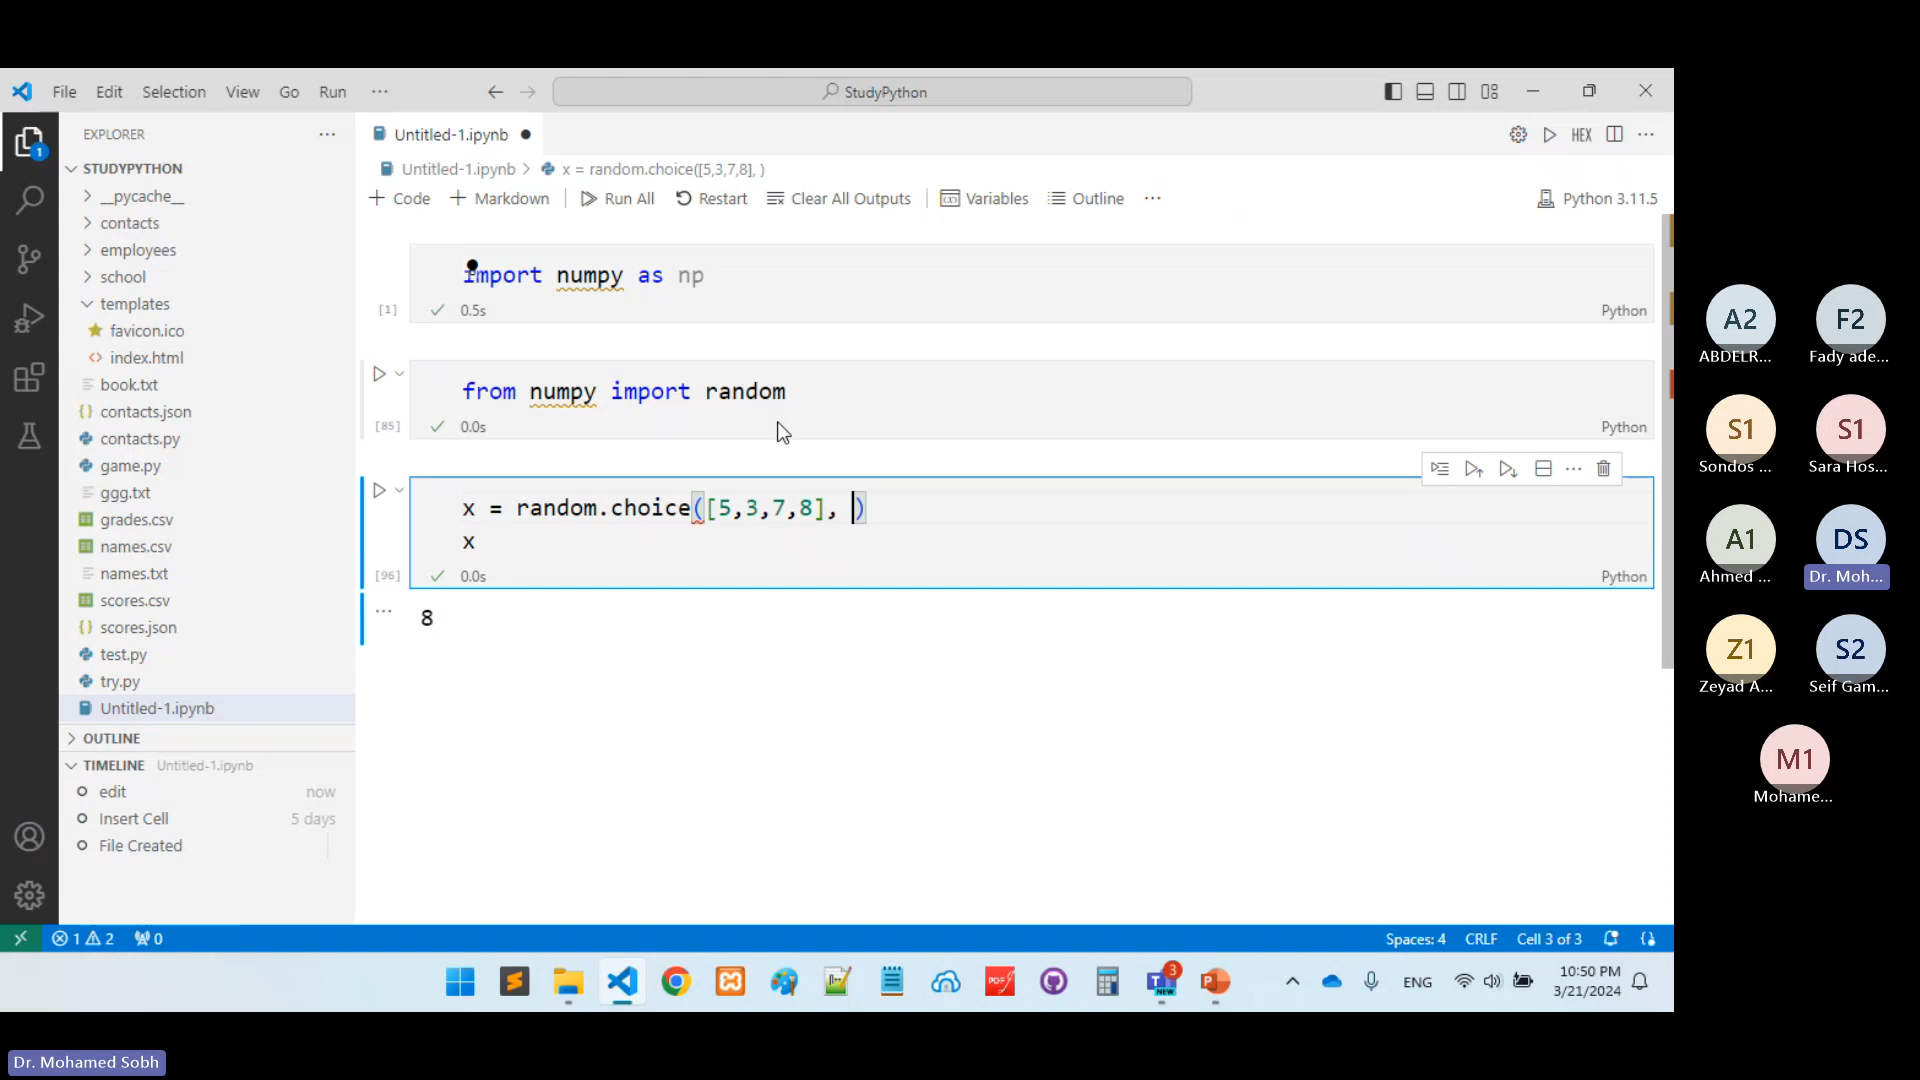 File Edit Selection View Go Run ···
StudyPython
EXPLORER
STUDYPYTHON
__pycache__
contacts
employees
school
templates
favicon.ico
index.html
book.txt
contacts.json
contacts.py
game.py
ggg.txt
grades.csv
names.csv
names.txt
scores.csv
scores.json
test.py
try.py
Untitled-1.ipynb
OUTLINE
TIMELINE Untitled-1.ipynb
edit now
Insert Cell 5 days
File Created
Untitled-1.ipynb
HEX
Untitled-1.ipynb > x = random.choice([5,3,7,8], )
+ Code + Markdown Run All Restart Clear All Outputs Variables Outline ···
Python 3.11.5
import numpy as np
[1] 0.5s Python
from numpy import random
[85] 0.0s Python
x = random.choice([5,3,7,8], )
x
[96] 0.0s Python
8
1 2 0
Spaces: 4 CRLF Cell 3 of 3
ENG
10:50 PM
3/21/2024
A2
ABDELR...
F2
Fady ade...
S1
Sondos ...
S1
Sara Hos...
A1
Ahmed ...
DS
Dr. Moh...
Z1
Zeyad A...
S2
Seif Gam...
M1
Mohame...
Dr. Mohamed Sobh